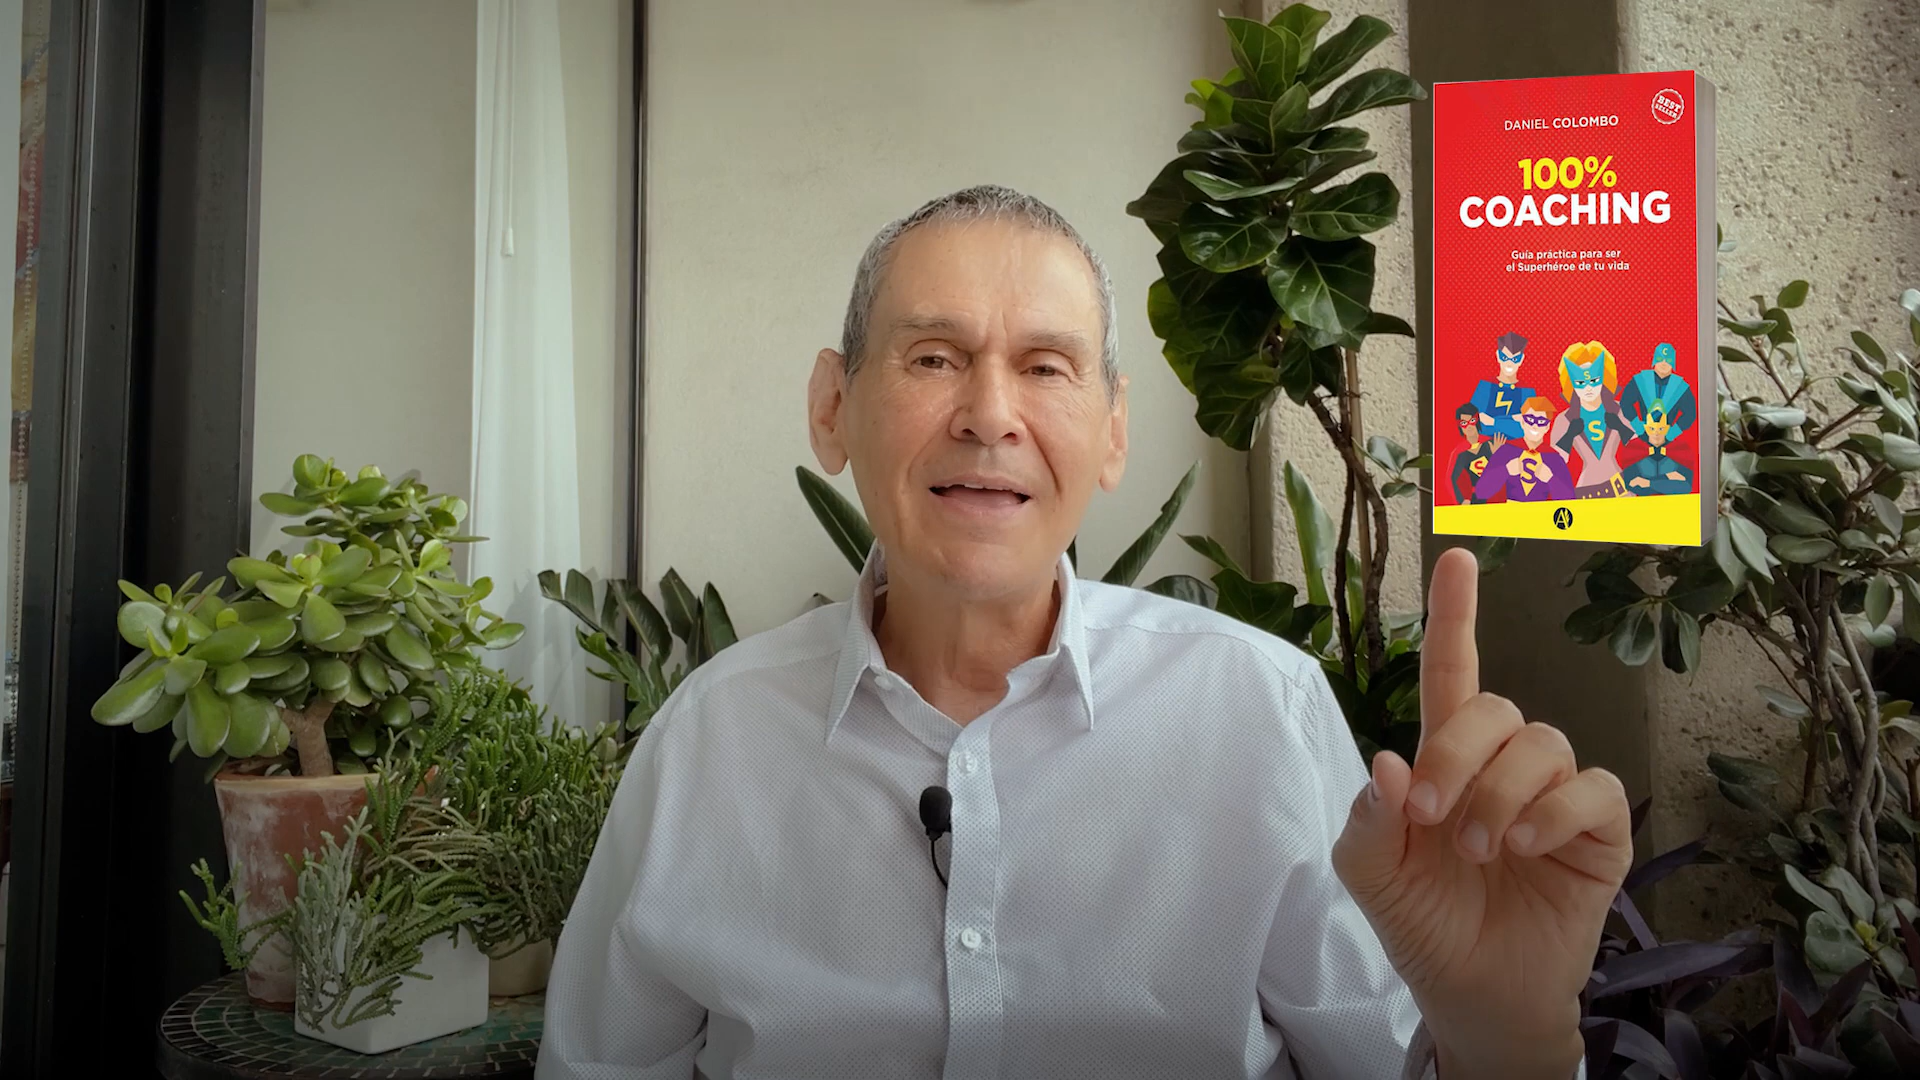 BEST
SELLER
DANIEL COLOMBO
100%
COACHING
Guía práctica para ser
el Superhéroe de tu vida
C
S
S
S
S
A